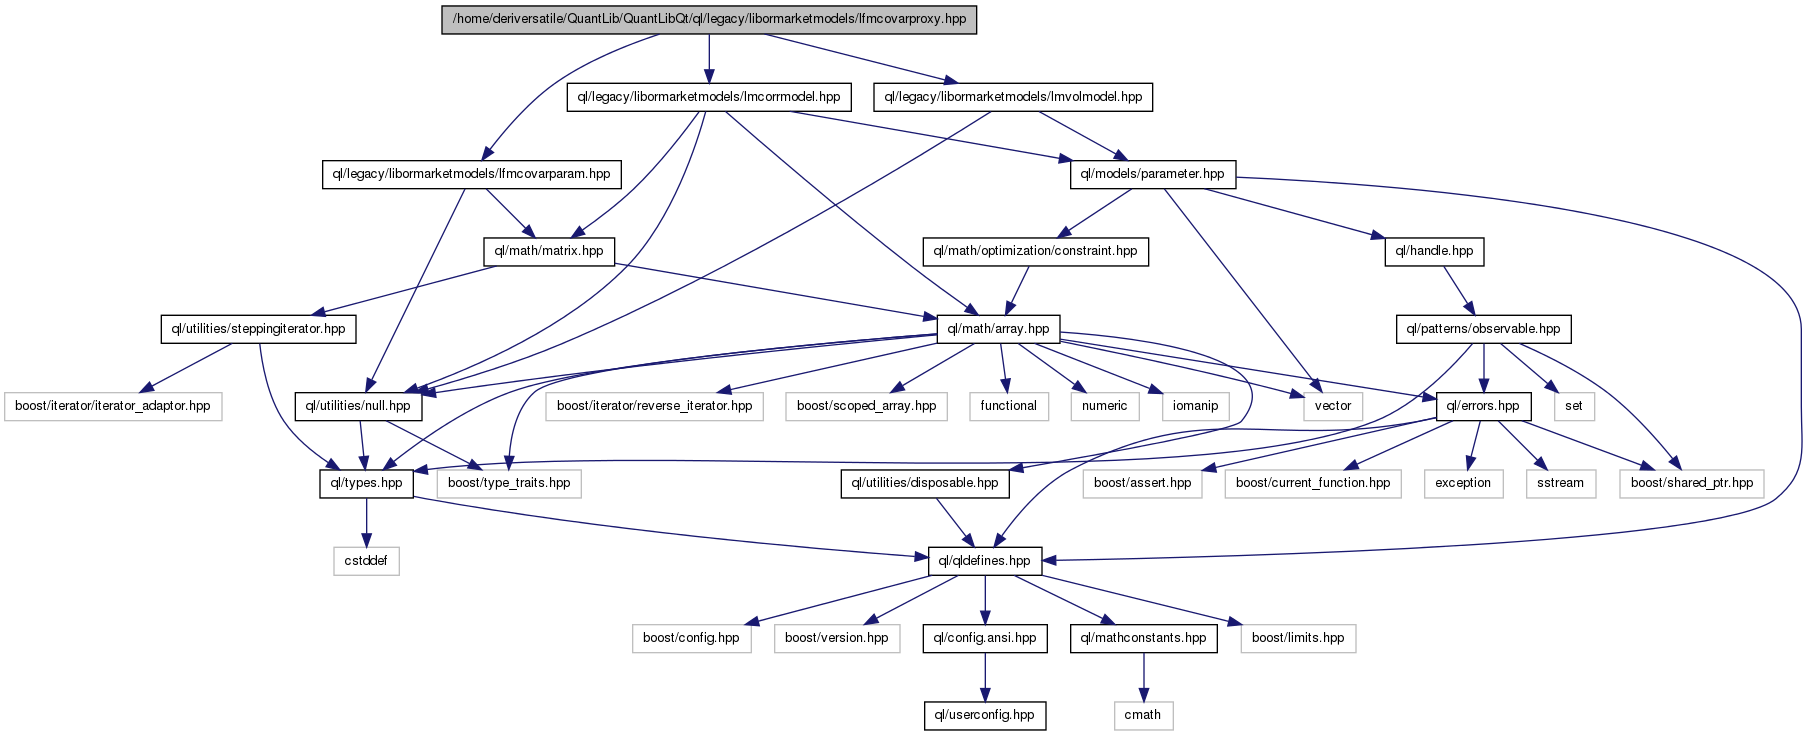 /home/deriversatile/QuantLib/QuantLibQt/ql/legacy/libormarketmodels/lfmcovarproxy.hpp
ql/legacy/libormarketmodels/lmcorrmodel.hpp
ql/legacy/libormarketmodels/lmvolmodel.hpp
ql/legacy/libormarketmodels/lfmcovarparam.hpp
ql/models/parameter.hpp
ql/math/matrix.hpp
ql/math/optimization/constraint.hpp
ql/handle.hpp
ql/utilities/steppingiterator.hpp
ql/math/array.hpp
ql/patterns/observable.hpp
boost/iterator/iterator_adaptor.hpp
ql/utilities/null.hpp
boost/iterator/reverse_iterator.hpp
boost/scoped_array.hpp
functional
numeric
iomanip
vector
ql/errors.hpp
set
ql/types.hpp
boost/type_traits.hpp
ql/utilities/disposable.hpp
boost/assert.hpp
boost/current_function.hpp
exception
sstream
boost/shared_ptr.hpp
cstddef
ql/qldefines.hpp
boost/config.hpp
boost/version.hpp
ql/config.ansi.hpp
ql/mathconstants.hpp
boost/limits.hpp
ql/userconfig.hpp
cmath